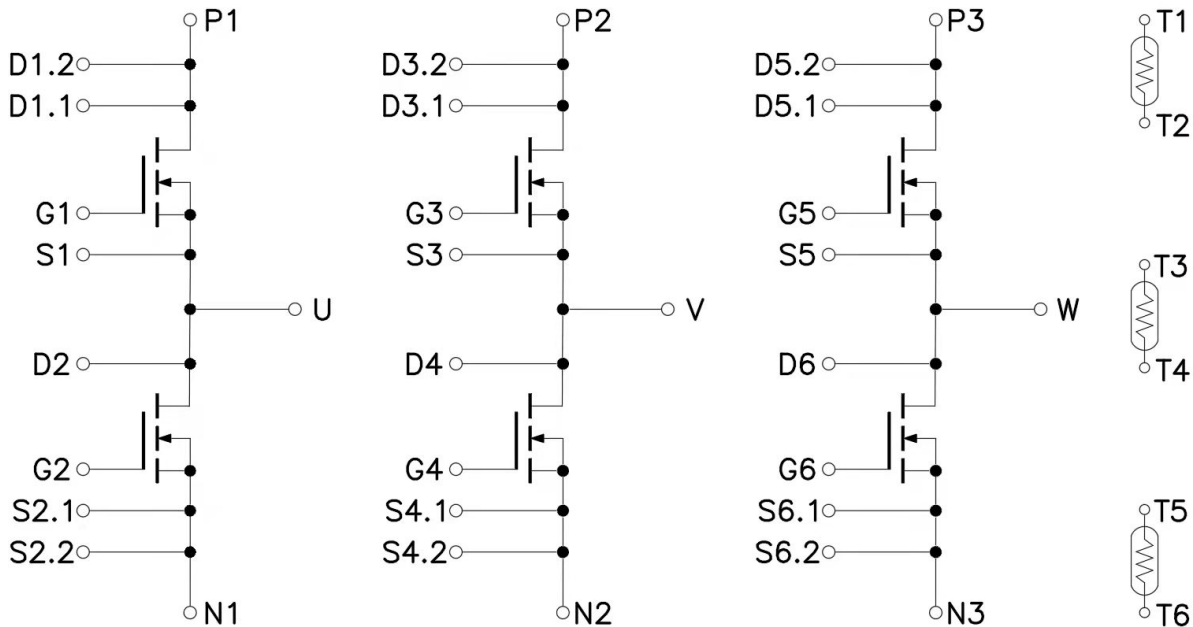 P1 P2 P3 T1
D1.2 D3.2 D5.2
D1.1 D3.1 D5.1
T2
G1 G3 G5
S1 S3 S5 T3
U V W
D2 D4 D6 T4
G2 G4 G6
S2.1 S4.1 S6.1 T5
S2.2 S4.2 S6.2
N1 N2 N3 T6